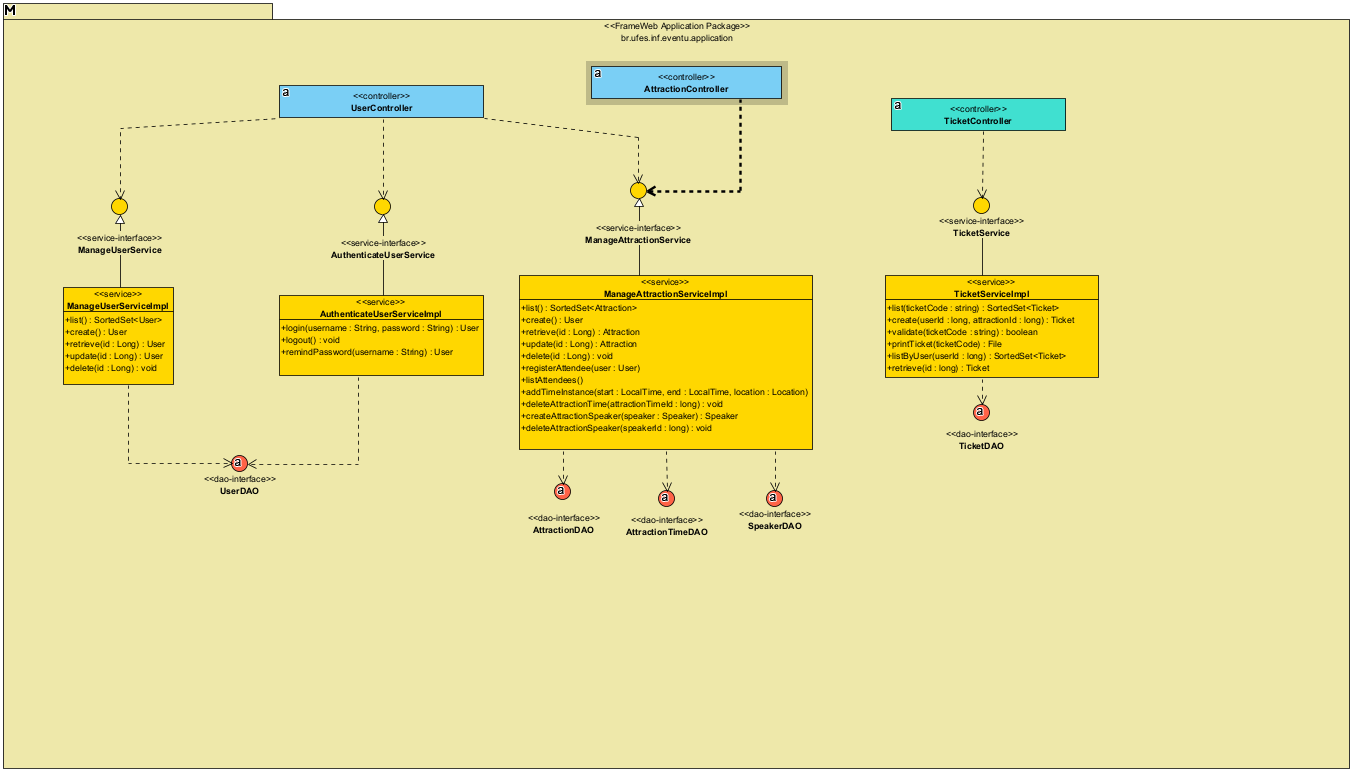 M
<<FrameWeb Application Package>>
br.ufes.inf.eventu.application
a
<<controller>>
UserController
a
<<controller>>
AttractionController
a
<<controller>>
TicketController
<<service-interface>>
ManageUserService
<<service-interface>>
AuthenticateUserService
<<service-interface>>
ManageAttractionService
<<service-interface>>
TicketService
<<service>>
ManageUserServiceImpl
+list() : SortedSet<User>
+create() : User
+retrieve(id : Long) : User
+update(id : Long) : User
+delete(id : Long) : void
<<service>>
AuthenticateUserServiceImpl
+login(username : String, password : String) : User
+logout() : void
+remindPassword(username : String) : User
<<service>>
ManageAttractionServiceImpl
+list() : SortedSet<Attraction>
+create() : User
+retrieve(id : Long) : Attraction
+update(id : Long) : Attraction
+delete(id : Long) : void
+registerAttendee(user : User)
+listAttendees()
+addTimeInstance(start : LocalTime, end : LocalTime, location : Location)
+deleteAttractionTime(attractionTimeId : long) : void
+createAttractionSpeaker(speaker : Speaker) : Speaker
+deleteAttractionSpeaker(speakerId : long) : void
<<service>>
TicketServiceImpl
+list(ticketCode : string) : SortedSet<Ticket>
+create(userId : long, attractionId : long) : Ticket
+validate(ticketCode : string) : boolean
+printTicket(ticketCode) : File
+listByUser(userId : long) : SortedSet<Ticket>
+retrieve(id : long) : Ticket
a
<<dao-interface>>
UserDAO
a
<<dao-interface>>
AttractionDAO
a
<<dao-interface>>
AttractionTimeDAO
a
<<dao-interface>>
SpeakerDAO
a
<<dao-interface>>
TicketDAO